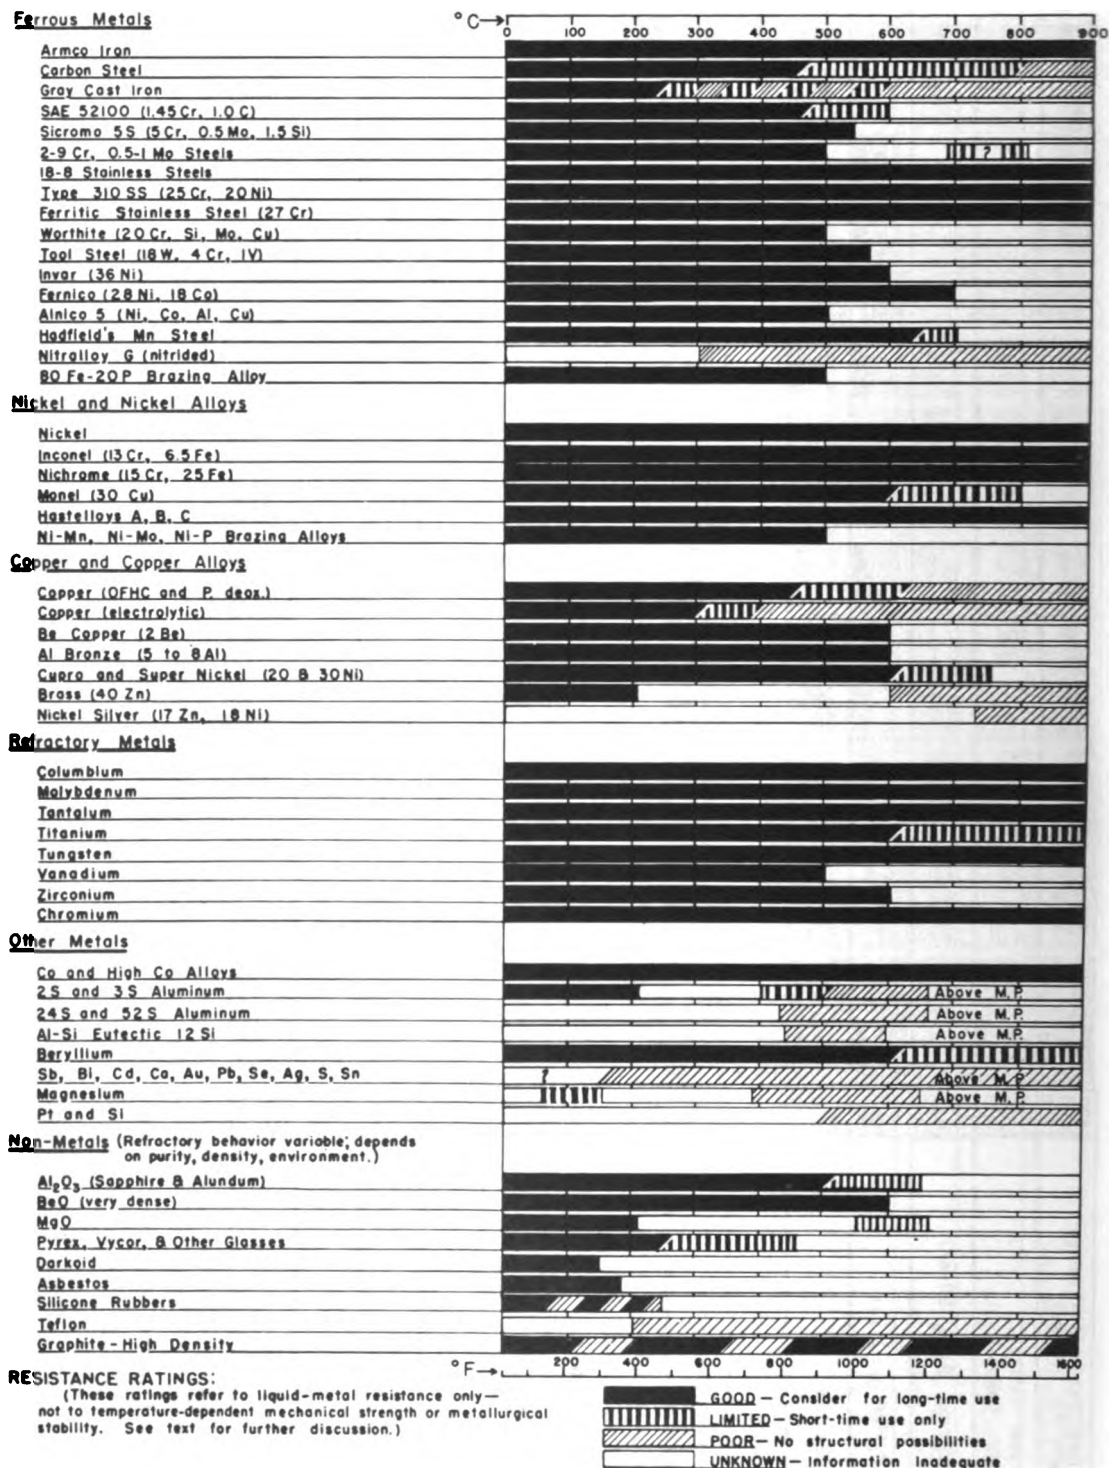 Ferrous Metals
°C→
0 100 200 300 400 500 600 700 800 900
Armco Iron
Carbon Steel
Gray Cast Iron
SAE 52100 (1.45 Cr, 1.0 C)
Sicromo 5S (5 Cr, 0.5 Mo, 1.5 Si)
2-9 Cr, 0.5-1 Mo Steels
?
18-8 Stainless Steels
Type 310 SS (25 Cr, 20 Ni)
Ferritic Stainless Steel (27 Cr)
Worthite (20 Cr, Si, Mo, Cu)
Tool Steel (18 W, 4 Cr, 1 V)
Invar (36 Ni)
Fernico (28 Ni, 18 Co)
Alnico 5 (Ni, Co, Al, Cu)
Hadfield's Mn Steel
Nitralloy G (nitrided)
80 Fe-20 P Brazing Alloy
Nickel and Nickel Alloys
Nickel
Inconel (13 Cr, 6.5 Fe)
Nichrome (15 Cr, 25 Fe)
Monel (30 Cu)
Hastelloys A, B, C
Ni-Mn, Ni-Mo, Ni-P Brazing Alloys
Copper and Copper Alloys
Copper (OFHC and P. deox.)
Copper (electrolytic)
Be Copper (2 Be)
Al Bronze (5 to 8 Al)
Cupro and Super Nickel (20 & 30 Ni)
Brass (40 Zn)
Nickel Silver (17 Zn, 18 Ni)
Refractory Metals
Columbium
Molybdenum
Tantalum
Titanium
Tungsten
Vanadium
Zirconium
Chromium
Other Metals
Co and High Co Alloys
2S and 3S Aluminum
Above M.P.
24S and 52S Aluminum
Above M.P.
Al-Si Eutectic 12 Si
Above M.P.
Beryllium
Sb, Bi, Cd, Ca, Au, Pb, Se, Ag, S, Sn
? Above M.P.
Magnesium
Above M.P.
Pt and Si
Non-Metals (Refractory behavior variable; depends
on purity, density, environment.)
Al₂O₃ (Sapphire & Alundum)
BeO (very dense)
MgO
Pyrex, Vycor, & Other Glasses
Darkoid
Asbestos
Silicone Rubbers
Teflon
Graphite - High Density
°F→
200 400 600 800 1000 1200 1400 1600
RESISTANCE RATINGS:
(These ratings refer to liquid-metal resistance only—
not to temperature-dependent mechanical strength or metallurgical
stability. See text for further discussion.)
GOOD — Consider for long-time use
LIMITED — Short-time use only
POOR — No structural possibilities
UNKNOWN — Information Inadequate